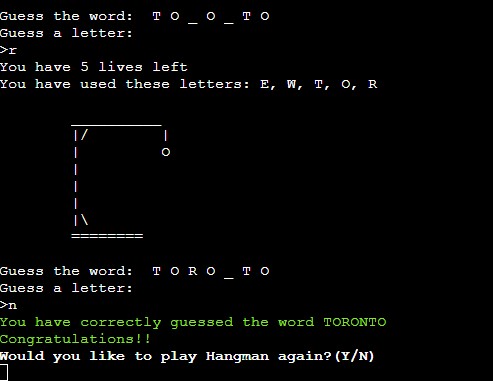 Guess the word:  T O _ O _ T O
Guess a letter:
>r
You have 5 lives left
You have used these letters: E, W, T, O, R
__________
|/         |
|          O
|
|
|
|\
========
Guess the word:  T O R O _ T O
Guess a letter:
>n
You have correctly guessed the word TORONTO
Congratulations!!
Would you like to play Hangman again?(Y/N)